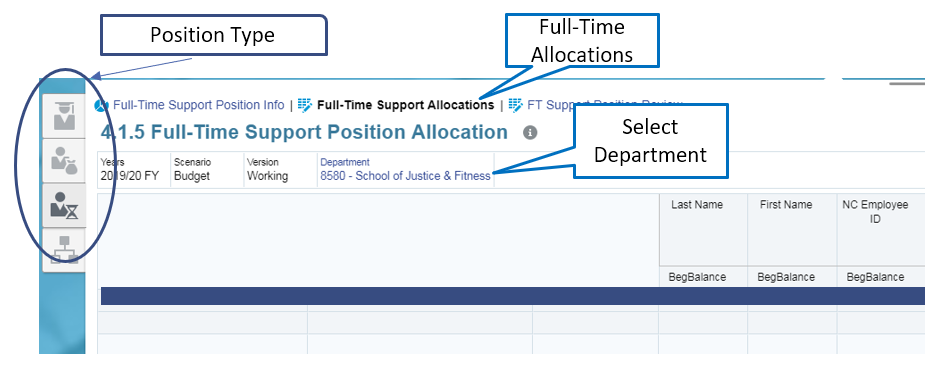 Position Type
Full-Time
Allocations
Full-Time Support Position Info | Full-Time Support Allocations | FT Support Position Review
4.1.5 Full-Time Support Position Allocation
Select
Department
Years Scenario Version Department
2019/20 FY Budget Working 8580 - School of Justice & Fitness
Last Name First Name NC Employee
ID
BegBalance BegBalance BegBalance